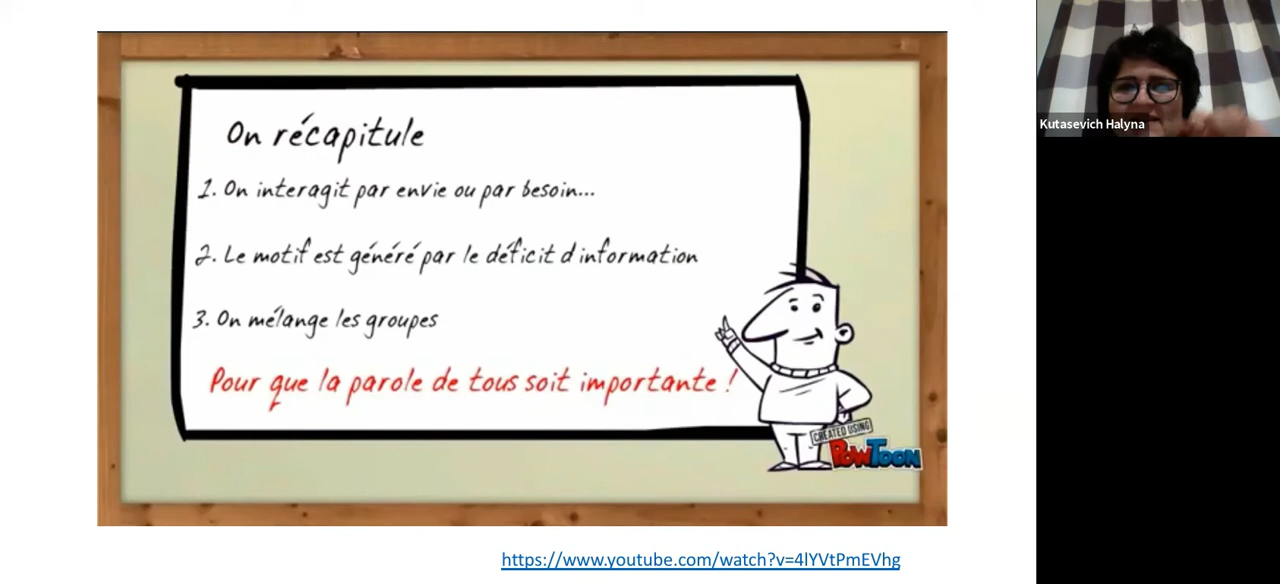 On récapitule
1. On interagit par envie ou par besoin...
2. Le motif est généré par le déficit d'information
3. On mélange les groupes
Pour que la parole de tous soit importante !
CREATED USING
POWTOON
https://www.youtube.com/watch?v=4lYVtPmEVhg
Kutasevich Halyna